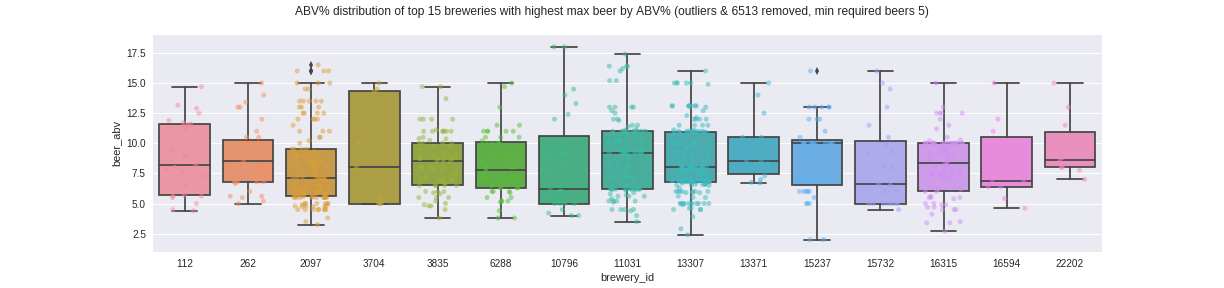 ABV% distribution of top 15 breweries with highest max beer by ABV% (outliers & 6513 removed, min required beers 5)
17.5
15.0
12.5
10.0
7.5
5.0
2.5
beer_abv
112 262 2097 3704 3835 6288 10796 11031 13307 13371 15237 15732 16315 16594 22202
brewery_id